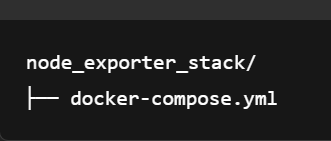 node_exporter_stack/
├── docker-compose.yml